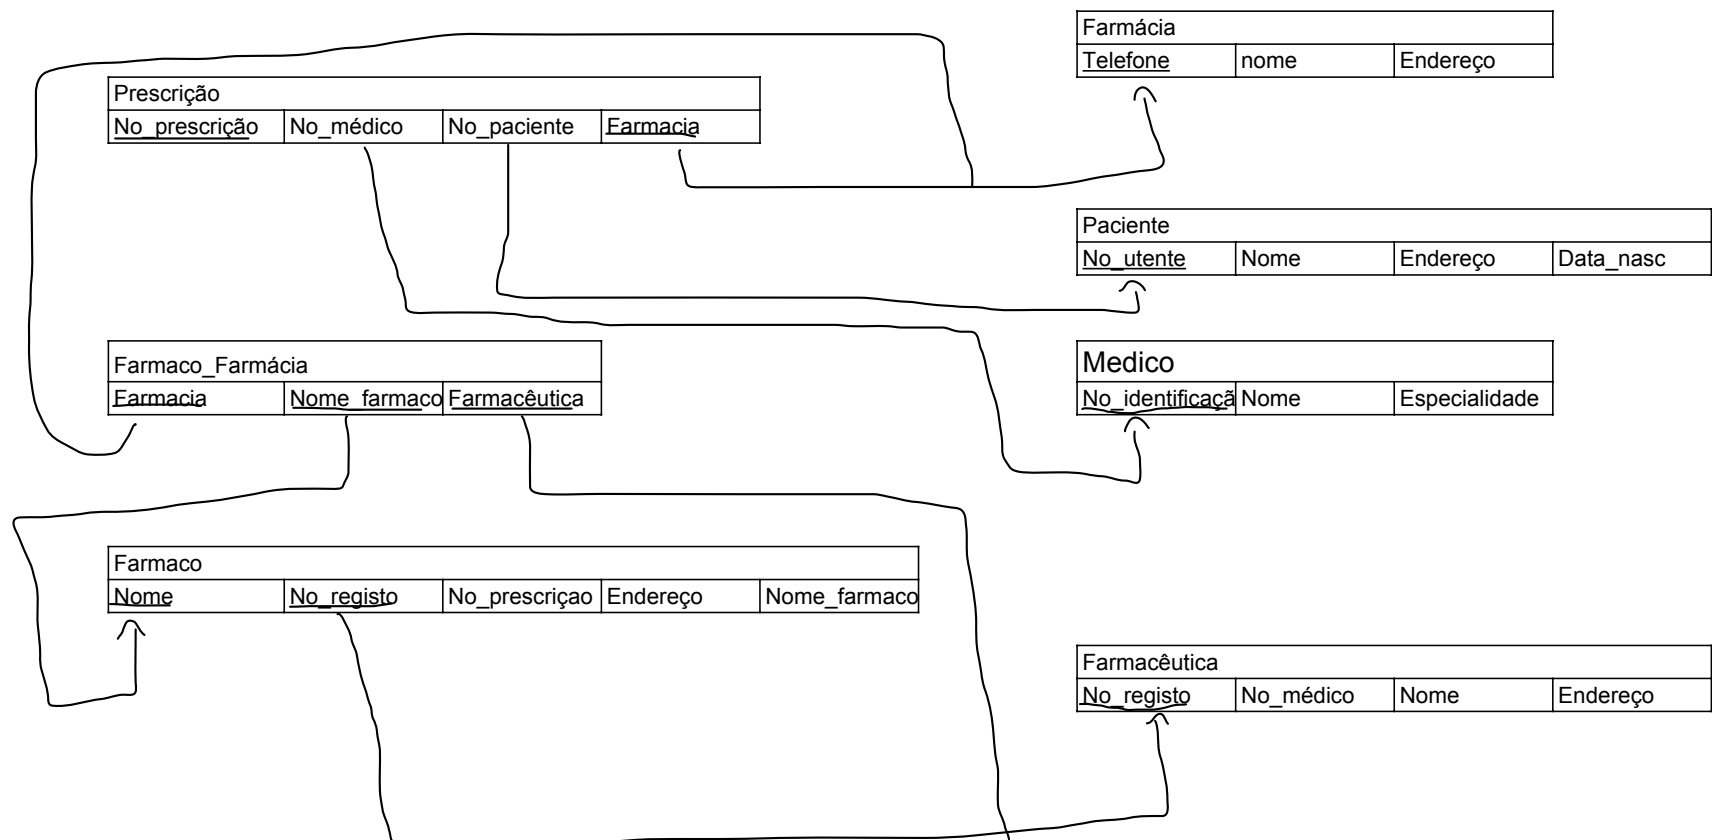 Farmácia
Telefone nome Endereço
Prescrição
No_prescrição No_médico No_paciente Farmacia
Paciente
No_utente Nome Endereço Data_nasc
Farmaco_Farmácia
Farmacia Nome_farmaco Farmacêutica
Medico
No_identificaçã Nome Especialidade
Farmaco
Nome No_registo No_prescriçao Endereço Nome_farmaco
Farmacêutica
No_registo No_médico Nome Endereço